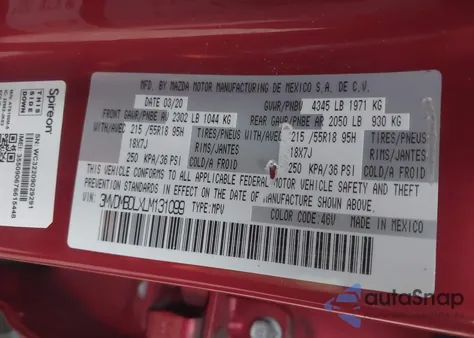 MFG. BY MAZDA MOTOR MANUFACTURING DE MEXICO S.A. DE C.V.
DATE 03/20 GVWR/PNBV 4345 LB 1971 KG
FRONT GAWR/PNBE AV 2302 LB 1044 KG REAR GAWR/PNBE AR 2050 LB 930 KG
WITH/AVEC 215/55R18 95H TIRES/PNEUS WITH/AVEC 215/55R18 95H TIRES/PNEUS
18X7J RIMS/JANTES 18X7J RIMS/JANTES
250 KPA/36 PSI COLD/A FROID 250 KPA/36 PSI COLD/A FROID
THIS VEHICLE CONFORMS TO ALL APPLICABLE FEDERAL MOTOR VEHICLE SAFETY AND THEFT
PREVENTION STANDARDS IN EFFECT ON THE DATE OF MANUFACTURE SHOWN ABOVE.
VIN: 3MVDMBDLXLM131099 TYPE:MPV
COLOR CODE:46V MADE IN MEXICO
Spireon
THIS SIDE DOWN
autoSnap